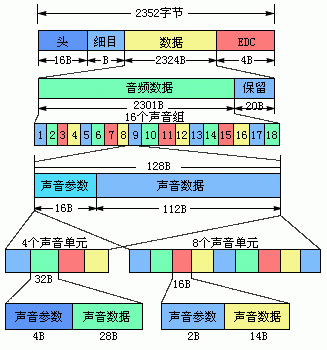 2352字节
头 细目 数据 EDC
16B B 2324B 4B
音频数据 保留
2301B 20B
16个声音组
1 2 3 4 5 6 7 8 9 10 11 12 13 14 15 16 17 18
128B
声音参数 声音数据
16B 112B
4个声音单元 8个声音单元
32B 16B
声音参数 声音数据 声音参数 声音数据
4B 28B 2B 14B